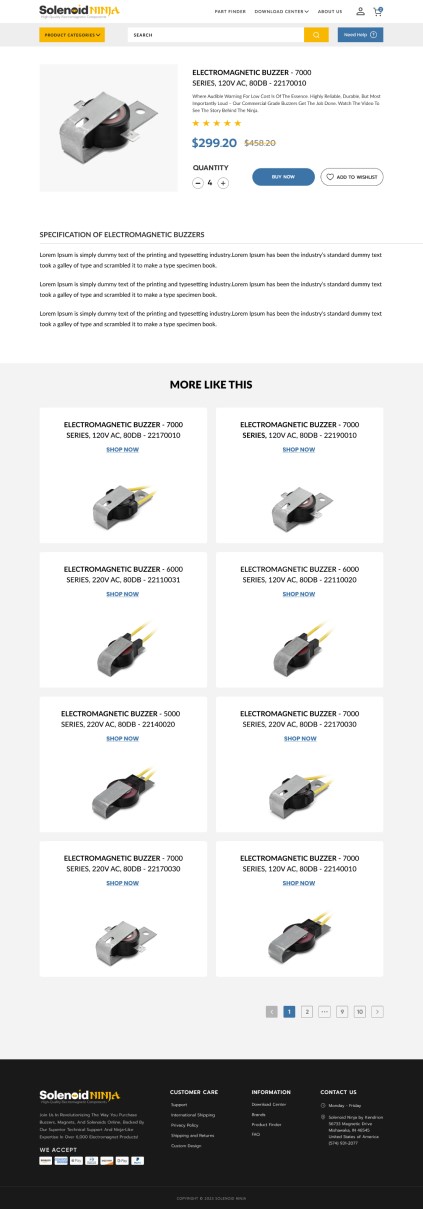 Solenoid NINJA
PART FINDER
DOWNLOAD CENTER
ABOUT US
PRODUCT CATEGORIES
SEARCH
Need Help
ELECTROMAGNETIC BUZZER - 7000
SERIES, 120V AC, 80DB - 22170010
Where Audible Warning For Low Cost Is Of The Essence. Highly Reliable, Durable, But Most
Importantly Loud - Our Commercial Grade Buzzers Get The Job Done. Watch The Video To
See The Story Behind The Ninja.
$299.20 $458.20
QUANTITY
4
BUY NOW
ADD TO WISHLIST
SPECIFICATION OF ELECTROMAGNETIC BUZZERS
Lorem Ipsum is simply dummy text of the printing and typesetting industry.Lorem Ipsum has been the industry's standard dummy text
took a galley of type and scrambled it to make a type specimen book.
Lorem Ipsum is simply dummy text of the printing and typesetting industry.Lorem Ipsum has been the industry's standard dummy text
took a galley of type and scrambled it to make a type specimen book.
Lorem Ipsum is simply dummy text of the printing and typesetting industry.Lorem Ipsum has been the industry's standard dummy text
took a galley of type and scrambled it to make a type specimen book.
MORE LIKE THIS
ELECTROMAGNETIC BUZZER - 7000
SERIES, 120V AC, 80DB - 22170010
SHOP NOW
ELECTROMAGNETIC BUZZER - 7000
SERIES, 120V AC, 80DB - 22190010
SHOP NOW
ELECTROMAGNETIC BUZZER - 6000
SERIES, 220V AC, 80DB - 22110031
SHOP NOW
ELECTROMAGNETIC BUZZER - 6000
SERIES, 120V AC, 80DB - 22110020
SHOP NOW
ELECTROMAGNETIC BUZZER - 5000
SERIES, 220V AC, 80DB - 22140020
SHOP NOW
ELECTROMAGNETIC BUZZER - 7000
SERIES, 220V AC, 80DB - 22170030
SHOP NOW
ELECTROMAGNETIC BUZZER - 7000
SERIES, 220V AC, 80DB - 22170030
SHOP NOW
ELECTROMAGNETIC BUZZER - 7000
SERIES, 120V AC, 80DB - 22140010
SHOP NOW
1 2 ... 9 10
Solenoid NINJA
Join Us In Revolutionizing The Way You Purchase
Buzzers, Magnets, And Solenoids Online, Backed By
Our Superior Technical Support And Ninja-Like
Expertise In Over 6,000 Electromagnet Products!
WE ACCEPT
CUSTOMER CARE
Support
International Shipping
Privacy Policy
Shipping and Returns
Custom Design
INFORMATION
Download Center
Brands
Product Finder
FAQ
CONTACT US
Monday - Friday
Solenoid Ninja by Kendrion
56733 Magnetic Drive
Mishawaka, IN 46545
United States of America
COPYRIGHT © 2023 SOLENOID NINJA